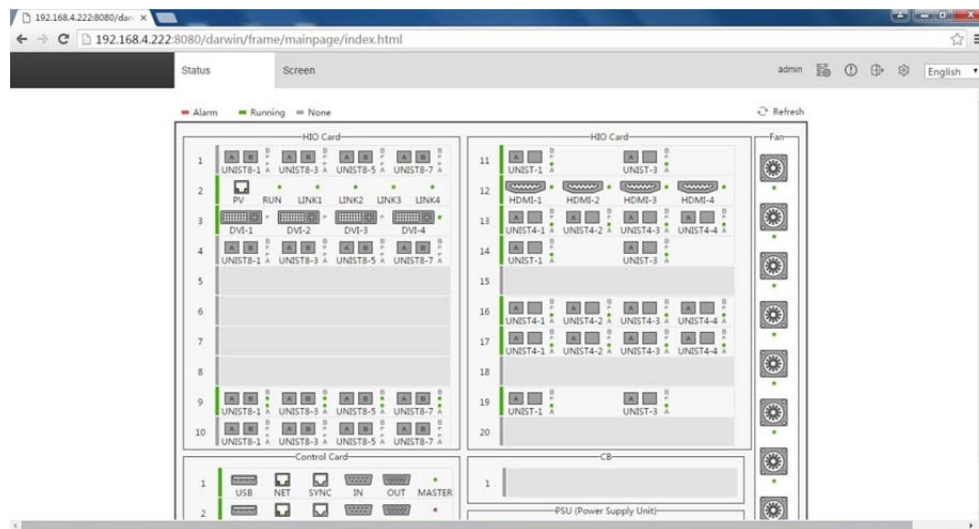 192.168.4.222:8080/dar
192.168.4.222:8080/darwin/frame/mainpage/index.html
Status Screen admin English
Alarm Running None Refresh
HIO Card
1 A B A B A B A B
UNIST8-1 A UNIST8-3 A UNIST8-5 A UNIST8-7 A
2 PV RUN LINK1 LINK2 LINK3 LINK4
3 DVI-1 DVI-2 DVI-3 DVI-4
4 A B A B A B A B
UNIST8-1 A UNIST8-3 A UNIST8-5 A UNIST8-7 A
5
6
7
8
9 A B A B A B A B
UNIST8-1 A UNIST8-3 A UNIST8-5 A UNIST8-7 A
10 A B A B A B A B
UNIST8-1 A UNIST8-3 A UNIST8-5 A UNIST8-7 A
HIO Card
11 A A
UNIST-1 A UNIST-3 A
12 HDMI-1 HDMI-2 HDMI-3 HDMI-4
13 A A A A
UNIST4-1 A UNIST4-2 A UNIST4-3 A UNIST4-4 A
14 A A
UNIST-1 A UNIST-3 A
15
16 A A A A
UNIST4-1 A UNIST4-2 A UNIST4-3 A UNIST4-4 A
17 A A A A
UNIST4-1 A UNIST4-2 A UNIST4-3 A UNIST4-4 A
18
19 A A
UNIST-1 A UNIST-3 A
20
Fan
Control Card
1 USB NET SYNC IN OUT MASTER
2
CB
1
PSU (Power Supply Unit)